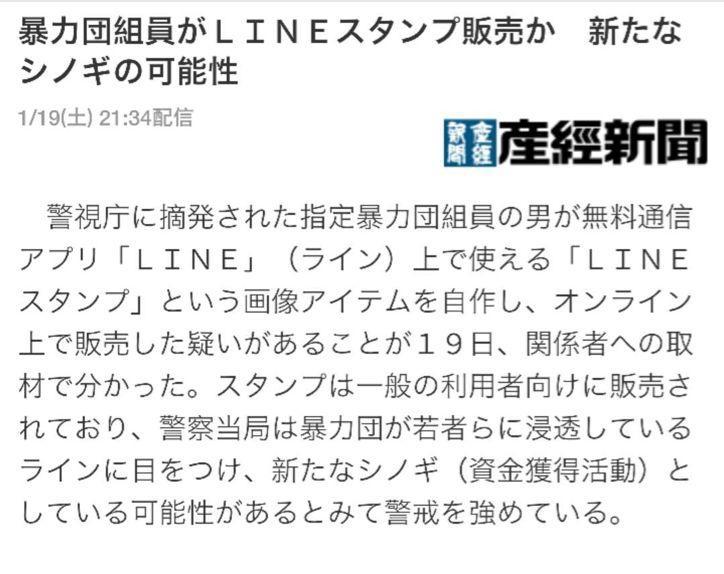 暴力団組員がＬＩＮＥスタンプ販売か　新たな
シノギの可能性
1/19(土) 21:34配信
産經新聞 産經新聞
　警視庁に摘発された指定暴力団組員の男が無料通信
アプリ「ＬＩＮＥ」（ライン）上で使える「ＬＩＮＥ
スタンプ」という画像アイテムを自作し、オンライン
上で販売した疑いがあることが１９日、関係者への取
材で分かった。スタンプは一般の利用者向けに販売さ
れており、警察当局は暴力団が若者らに浸透している
ラインに目をつけ、新たなシノギ（資金獲得活動）と
している可能性があるとみて警戒を強めている。